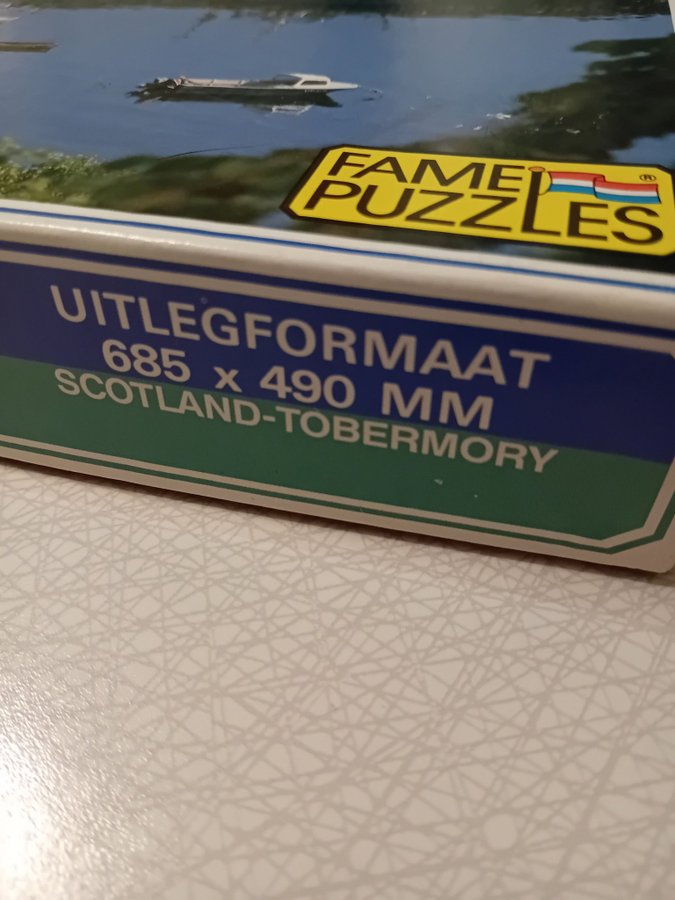 FAME
PUZZLES®
UITLEGFORMAAT
685 x 490 MM
SCOTLAND-TOBERMORY